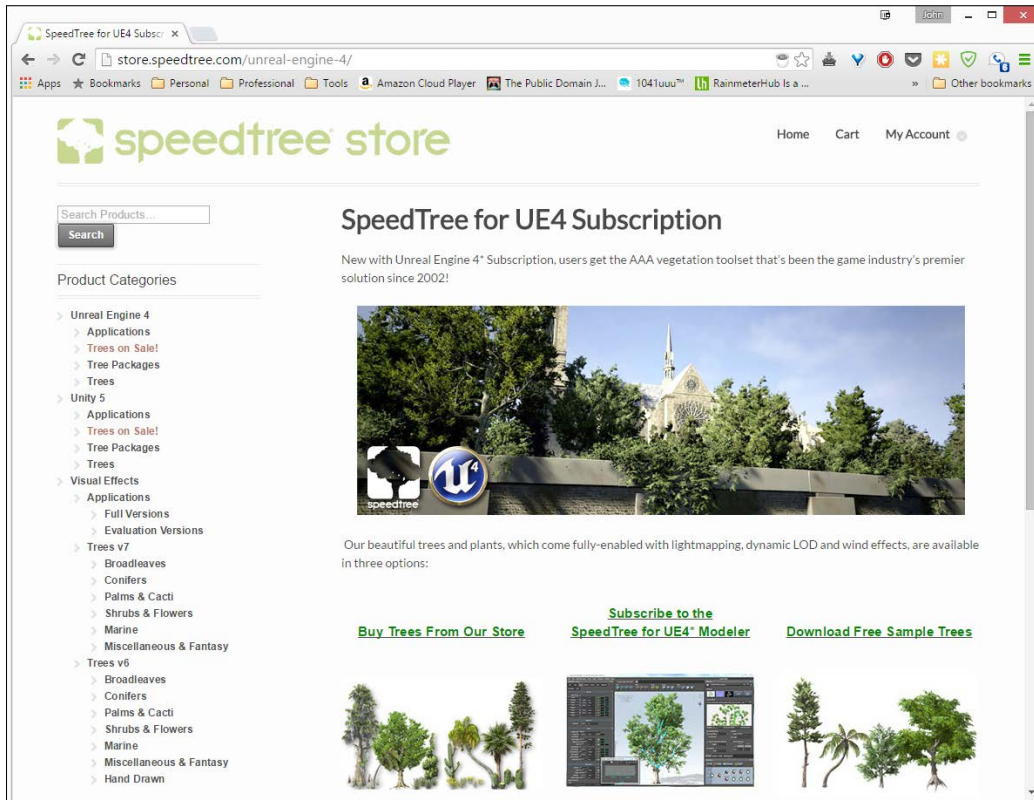 John
SpeedTree for UE4 Subscr
store.speedtree.com/unreal-engine-4/
Apps Bookmarks Personal Professional Tools Amazon Cloud Player The Public Domain J... 1041uuu™ RainmeterHub Is a ... » Other bookmarks
speedtree® store
Home Cart My Account
Search Products...
Search
Product Categories
Unreal Engine 4
Applications
Trees on Sale!
Tree Packages
Trees
Unity 5
Applications
Trees on Sale!
Tree Packages
Trees
Visual Effects
Applications
Full Versions
Evaluation Versions
Trees v7
Broadleaves
Conifers
Palms & Cacti
Shrubs & Flowers
Marine
Miscellaneous & Fantasy
Trees v6
Broadleaves
Conifers
Palms & Cacti
Shrubs & Flowers
Marine
Miscellaneous & Fantasy
Hand Drawn
SpeedTree for UE4 Subscription
New with Unreal Engine 4* Subscription, users get the AAA vegetation toolset that's been the game industry's premier
solution since 2002!
speedtree
4
Our beautiful trees and plants, which come fully-enabled with lightmapping, dynamic LOD and wind effects, are available
in three options:
Buy Trees From Our Store
Subscribe to the
SpeedTree for UE4* Modeler
Download Free Sample Trees